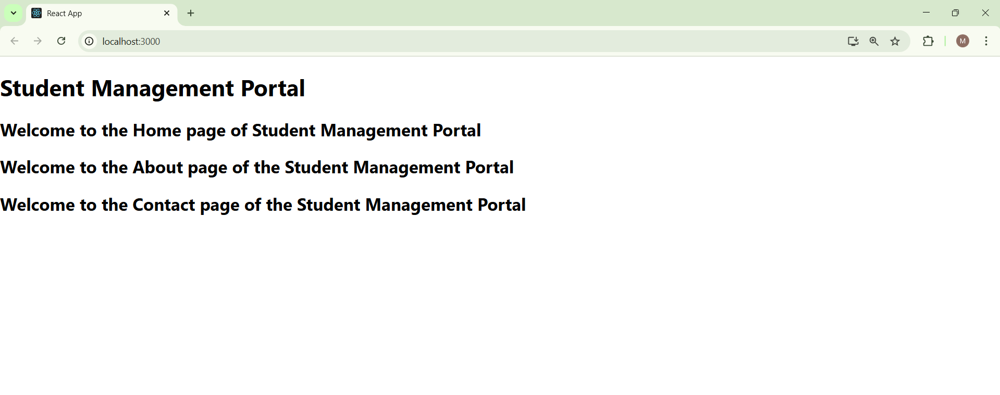 React App
localhost:3000
M
Student Management Portal
Welcome to the Home page of Student Management Portal
Welcome to the About page of the Student Management Portal
Welcome to the Contact page of the Student Management Portal